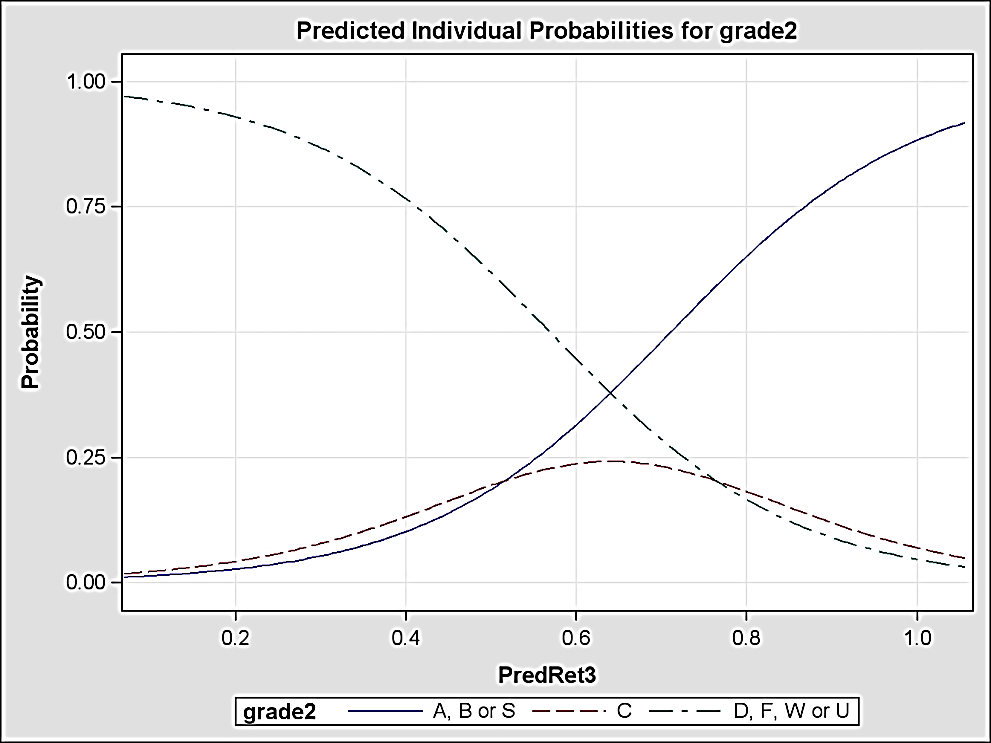 Predicted Individual Probabilities for grade2
1.00
0.75
0.50
0.25
0.00
Probability
0.2 0.4 0.6 0.8 1.0
PredRet3
grade2 A, B or S C D, F, W or U